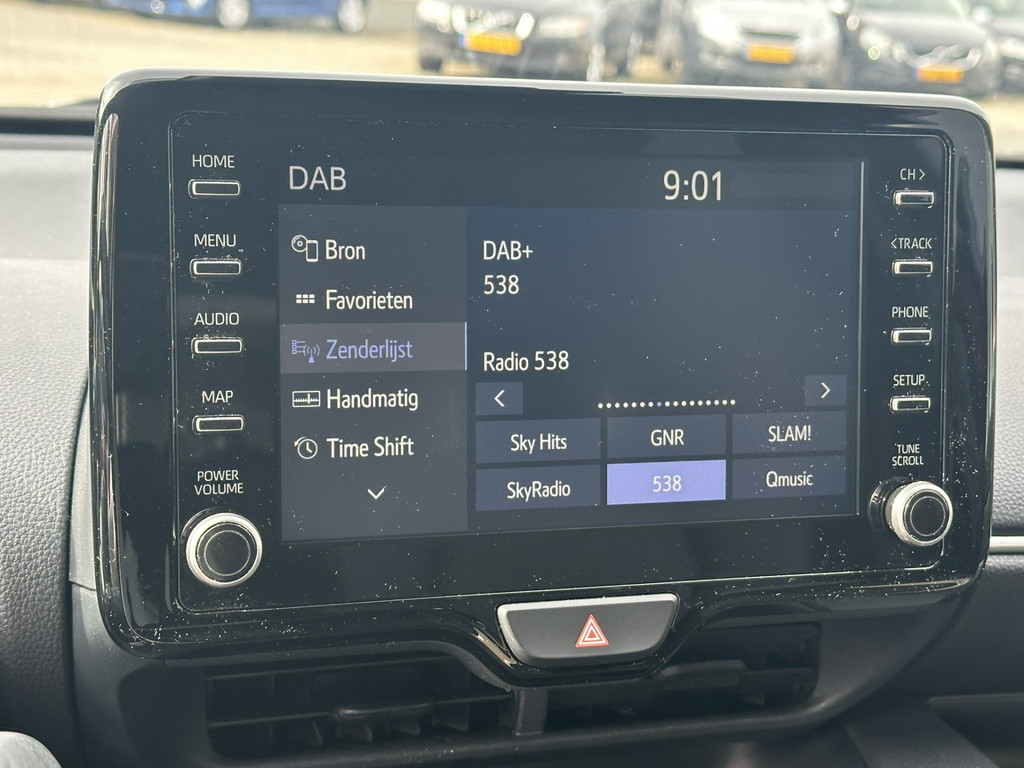 HOME
MENU
AUDIO
MAP
POWER
VOLUME
DAB
9:01
Bron
Favorieten
Zenderlijst
Handmatig
Time Shift
DAB+
538
Radio 538
<
>
Sky Hits
GNR
SLAM!
SkyRadio
538
Qmusic
CH >
< TRACK
PHONE
SETUP
TUNE
SCROLL